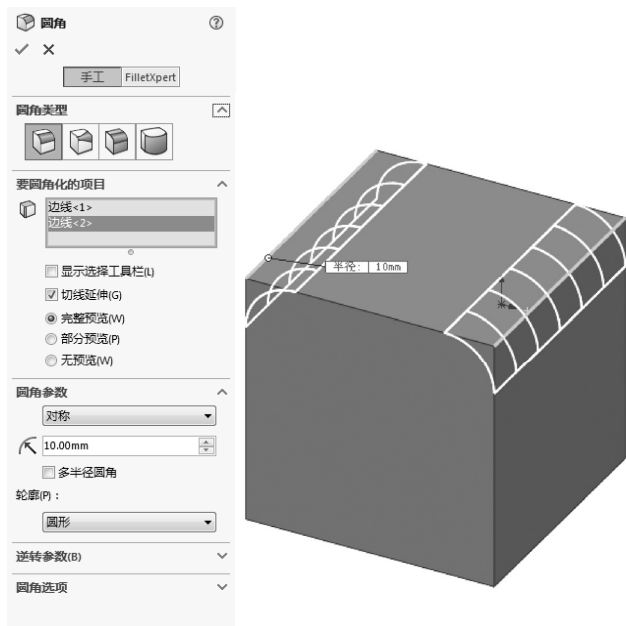 圆角
手工 FilletXpert
圆角类型
要圆角化的项目
边线<1>
边线<2>
显示选择工具栏(L)
切线延伸(G)
完整预览(W)
部分预览(P)
无预览(W)
圆角参数
对称
10.00mm
多半径圆角
轮廓(P)：
圆形
逆转参数(B)
圆角选项
半径: 10mm